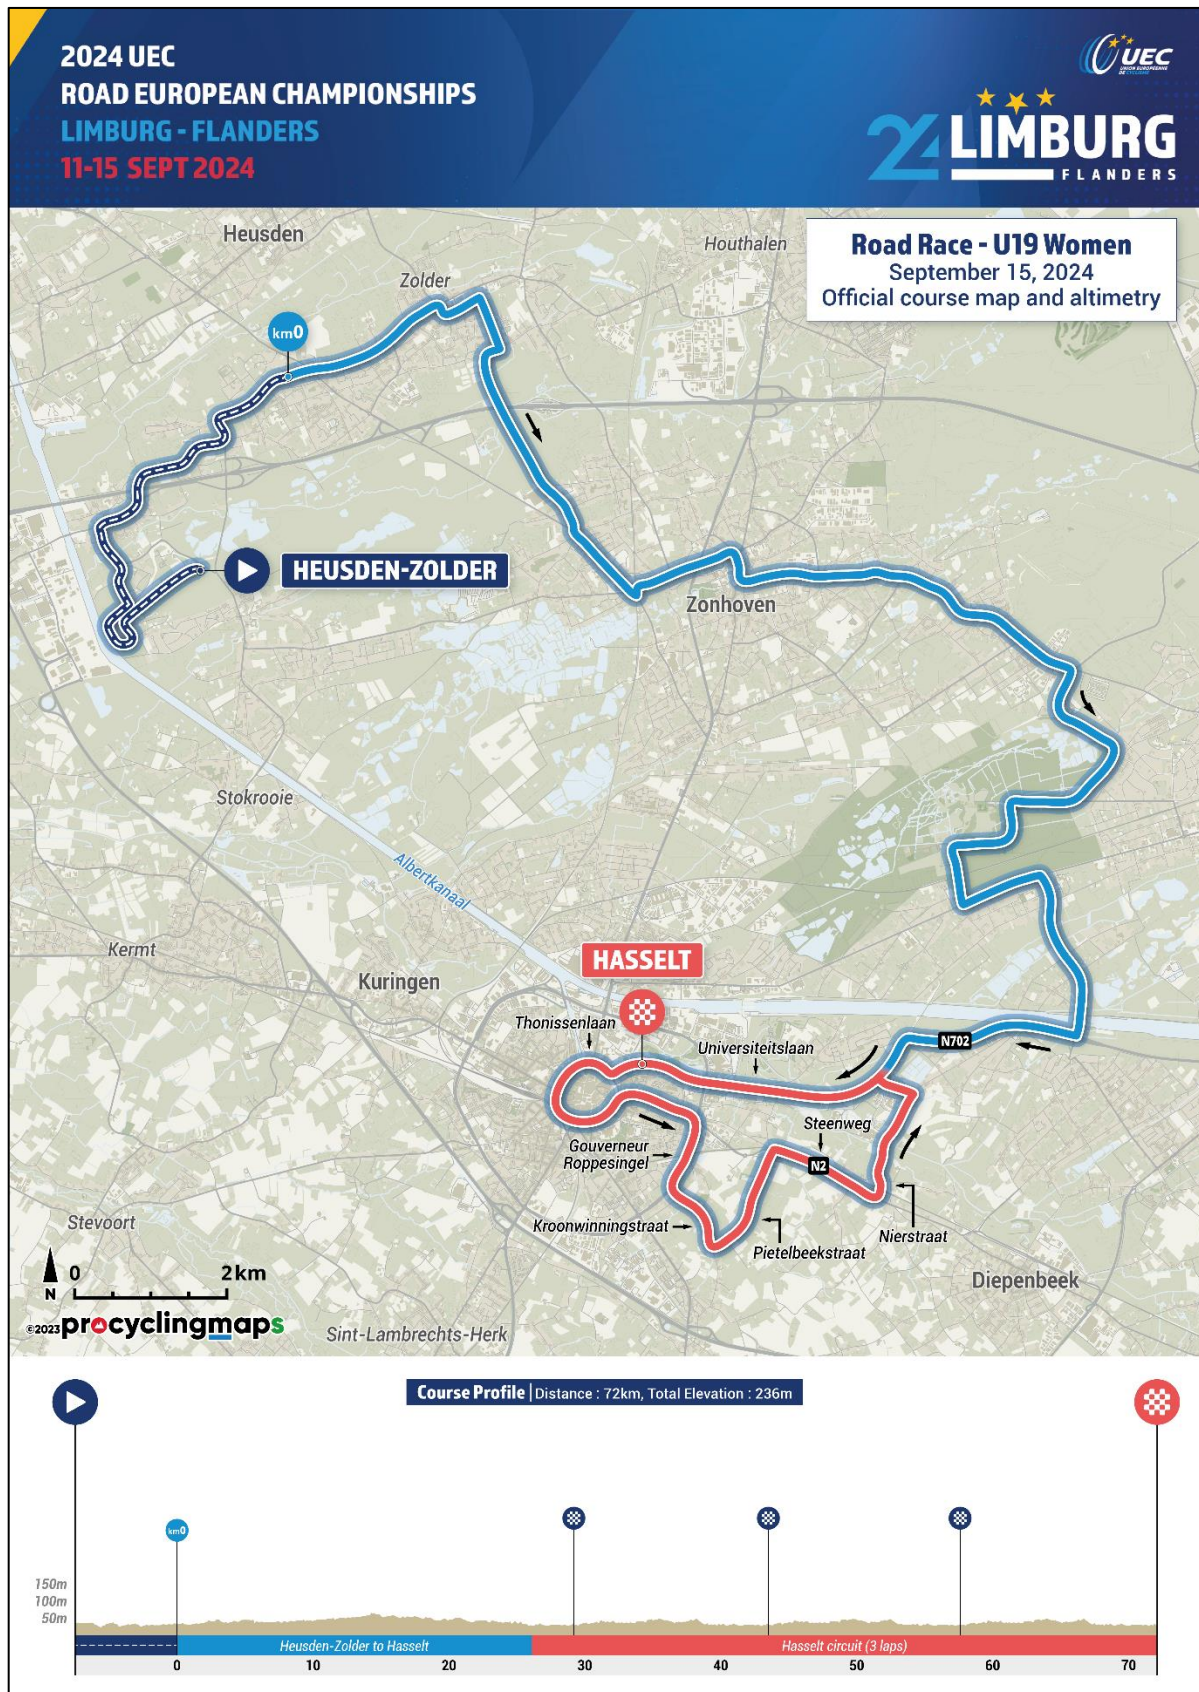 2024 UEC
ROAD EUROPEAN CHAMPIONSHIPS
LIMBURG - FLANDERS
11-15 SEPT 2024
UEC
UNION EUROPÉENNE
DE CYCLISME
24 LIMBURG
FLANDERS
Road Race - U19 Women
September 15, 2024
Official course map and altimetry
Heusden
Houthalen
Zolder
km0
HEUSDEN-ZOLDER
Zonhoven
Stokrooie
Albertkanaal
Kermt
Kuringen
HASSELT
Thonissenlaan
Universiteitslaan
N702
Steenweg
Gouverneur
Roppesingel
N2
Kroonwinningstraat
Pietelbeekstraat
Nierstraat
Stevoort
Diepenbeek
N
0 2km
©2023 procyclingmaps
Sint-Lambrechts-Herk
Course Profile | Distance : 72km, Total Elevation : 236m
km0
150m
100m
50m
Heusden-Zolder to Hasselt
Hasselt circuit (3 laps)
0 10 20 30 40 50 60 70